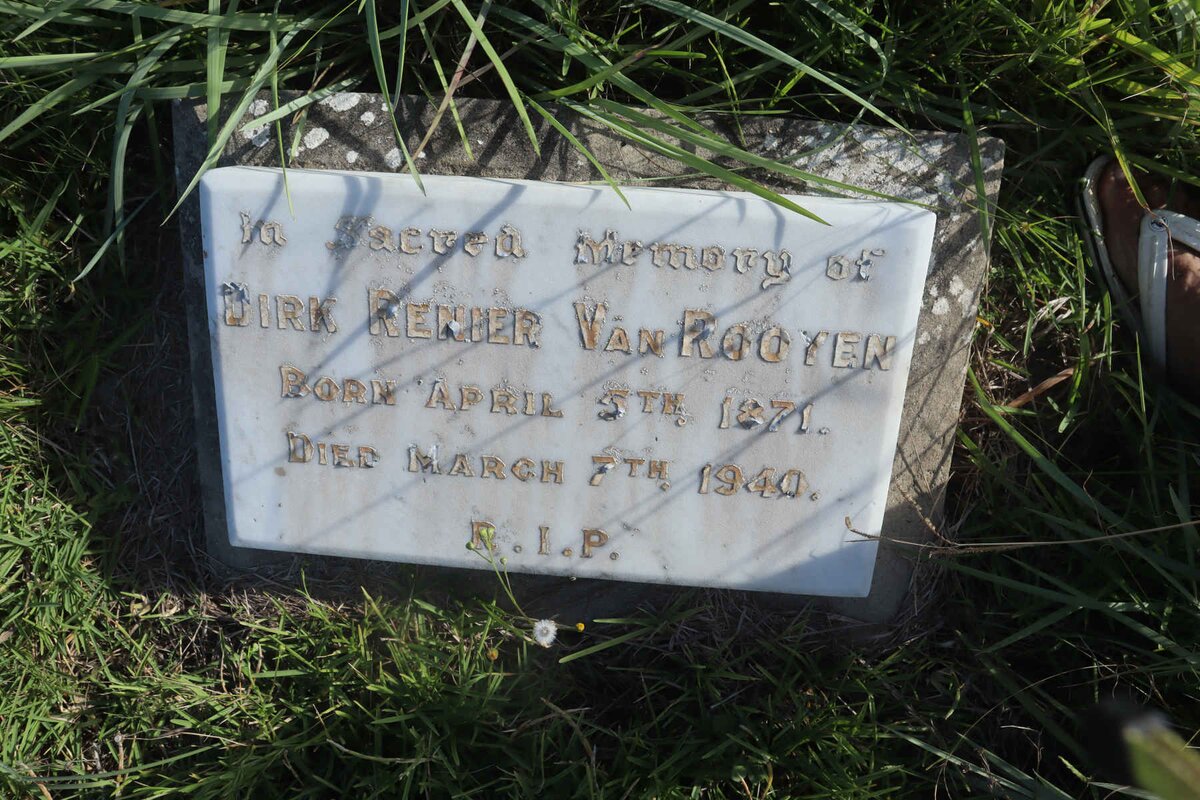 In Sacred Memory of
DIRK RENIER VAN ROOYEN
BORN APRIL 5TH, 1871.
DIED MARCH 7TH, 1940.
R.I.P.